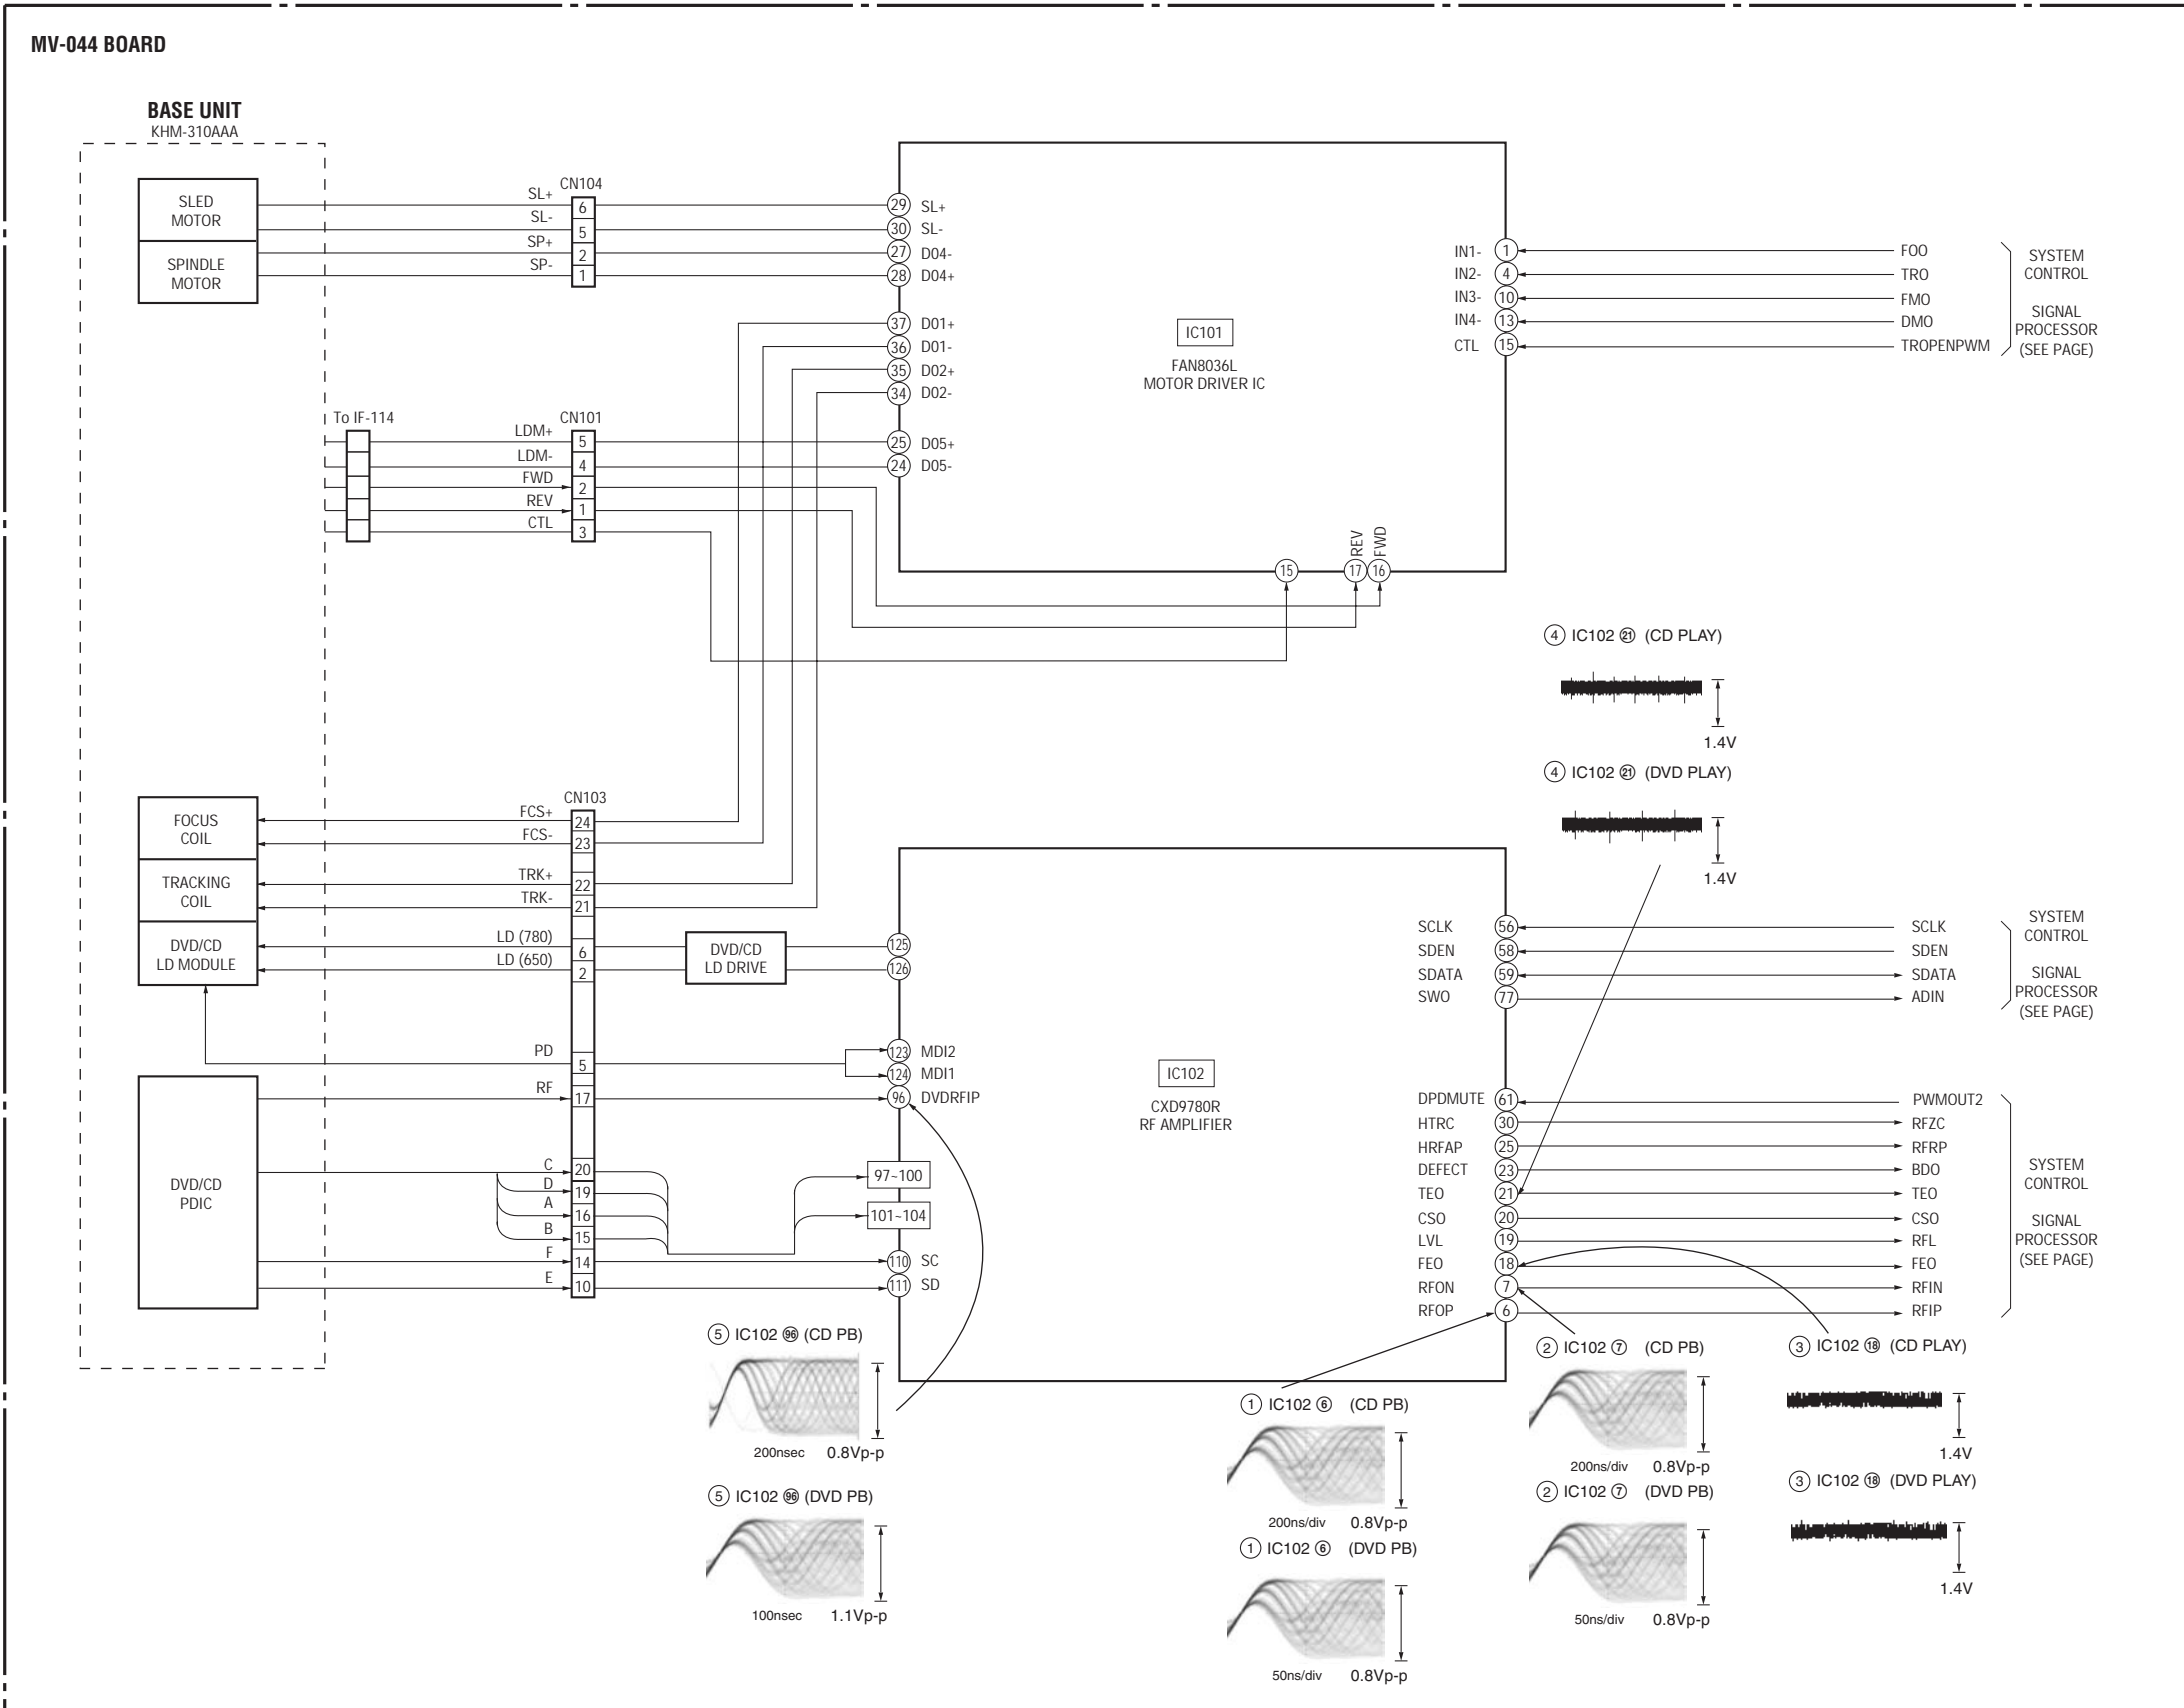 MV-044 BOARD
BASE UNIT
KHM-310AAA
SLED
MOTOR
SPINDLE
MOTOR
SL+
SL-
SP+
SP-
CN104
6
5
2
1
29 SL+
30 SL-
27 D04-
28 D04+
37 D01+
36 D01-
35 D02+
34 D02-
25 D05+
24 D05-
IC101
FAN8036L
MOTOR DRIVER IC
IN1- 1 FOO
IN2- 4 TRO
IN3- 10 FMO
IN4- 13 DMO
CTL 15 TROPENPWM
SYSTEM
CONTROL
SIGNAL
PROCESSOR
(SEE PAGE)
To IF-114
CN101
LDM+ 5
LDM- 4
FWD 2
REV 1
CTL 3
REV
FWD
15
17
16
4 IC102 21 (CD PLAY)
1.4V
4 IC102 21 (DVD PLAY)
1.4V
FOCUS
COIL
TRACKING
COIL
DVD/CD
LD MODULE
CN103
FCS+ 24
FCS- 23
TRK+ 22
TRK- 21
LD (780) 6
LD (650) 2
DVD/CD
LD DRIVE
125
126
PD 5
RF 17
123 MDI2
124 MDI1
96 DVDRFIP
DVD/CD
PDIC
C 20
D 19
A 16
B 15
F 14
E 10
97~100
101~104
110 SC
111 SD
IC102
CXD9780R
RF AMPLIFIER
SCLK 56 SCLK
SDEN 58 SDEN
SDATA 59 SDATA
SWO 77 ADIN
SYSTEM
CONTROL
SIGNAL
PROCESSOR
(SEE PAGE)
DPDMUTE 61 PWMOUT2
HTRC 30 RFZC
HRFAP 25 RFRP
DEFECT 23 BDO
TEO 21 TEO
CSO 20 CSO
LVL 19 RFL
FEO 18 FEO
RFON 7 RFIN
RFOP 6 RFIP
SYSTEM
CONTROL
SIGNAL
PROCESSOR
(SEE PAGE)
5 IC102 96 (CD PB)
200nsec 0.8Vp-p
5 IC102 96 (DVD PB)
100nsec 1.1Vp-p
1 IC102 6 (CD PB)
200ns/div 0.8Vp-p
1 IC102 6 (DVD PB)
50ns/div 0.8Vp-p
2 IC102 7 (CD PB)
200ns/div 0.8Vp-p
2 IC102 7 (DVD PB)
50ns/div 0.8Vp-p
3 IC102 18 (CD PLAY)
1.4V
3 IC102 18 (DVD PLAY)
1.4V